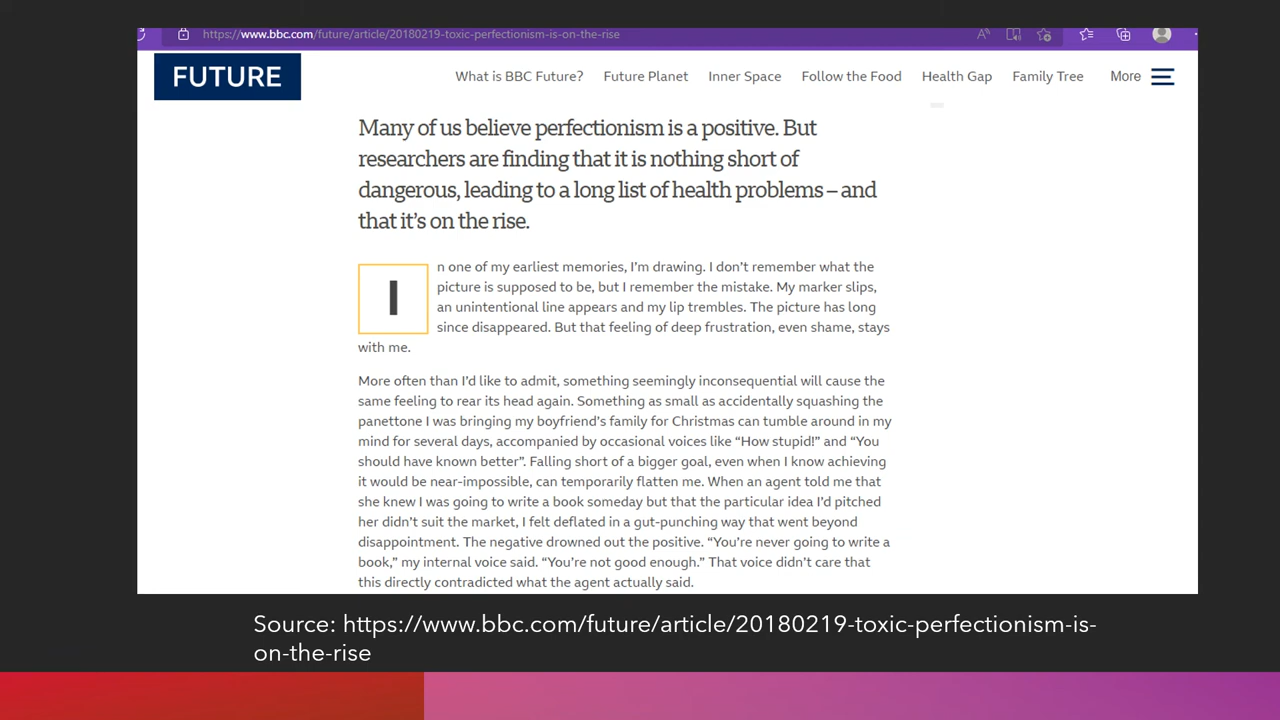 https://www.bbc.com/future/article/20180219-toxic-perfectionism-is-on-the-rise
FUTURE
What is BBC Future? Future Planet Inner Space Follow the Food Health Gap Family Tree More
Many of us believe perfectionism is a positive. But
researchers are finding that it is nothing short of
dangerous, leading to a long list of health problems – and
that it’s on the rise.
In one of my earliest memories, I’m drawing. I don’t remember what the
picture is supposed to be, but I remember the mistake. My marker slips,
an unintentional line appears and my lip trembles. The picture has long
since disappeared. But that feeling of deep frustration, even shame, stays
with me.
More often than I’d like to admit, something seemingly inconsequential will cause the
same feeling to rear its head again. Something as small as accidentally squashing the
panettone I was bringing my boyfriend’s family for Christmas can tumble around in my
mind for several days, accompanied by occasional voices like “How stupid!” and “You
should have known better”. Falling short of a bigger goal, even when I know achieving
it would be near-impossible, can temporarily flatten me. When an agent told me that
she knew I was going to write a book someday but that the particular idea I’d pitched
her didn’t suit the market, I felt deflated in a gut-punching way that went beyond
disappointment. The negative drowned out the positive. “You’re never going to write a
book,” my internal voice said. “You’re not good enough.” That voice didn’t care that
this directly contradicted what the agent actually said.
Source: https://www.bbc.com/future/article/20180219-toxic-perfectionism-is-
on-the-rise